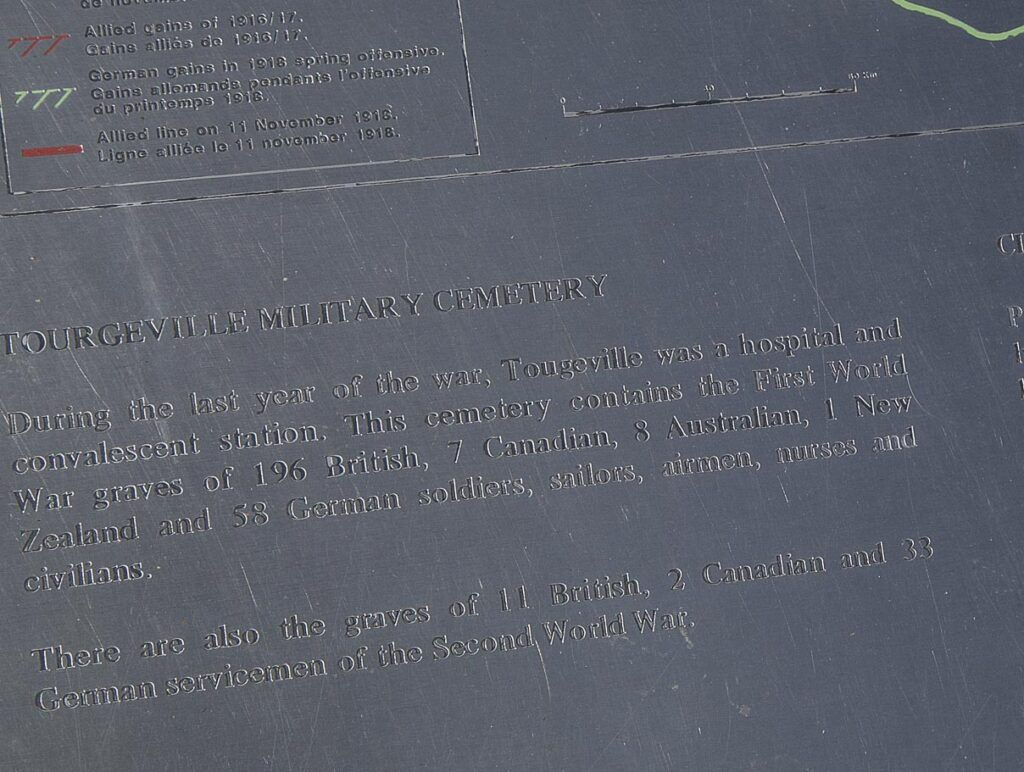 de novembre
Allied gains of 1916/17.
Gains alliés de 1916/17.
German gains in 1918 spring offensive.
Gains allemands pendants l'offensive
du printemps 1918.
Allied line on 11 November 1918.
Ligne alliée le 11 november 1918.
0
TOURGEVILLE MILITARY CEMETERY
During the last year of the war, Tougeville was a hospital and
convalescent station. This cemetery contains the First World
War graves of 196 British, 7 Canadian, 8 Australian, 1 New
Zealand and 58 German soldiers, sailors, airmen, nurses and
civilians.
There are also the graves of 11 British, 2 Canadian and 33
German servicemen of the Second World War.